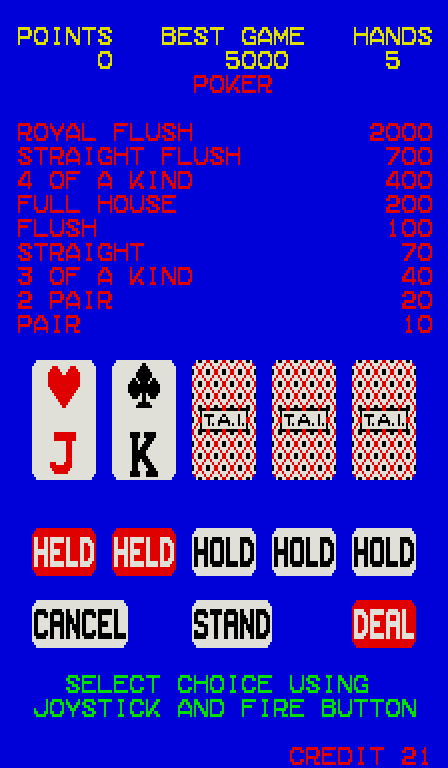 POINTS BEST GAME HANDS
0 5000 5
POKER
ROYAL FLUSH 2000
STRAIGHT FLUSH 700
4 OF A KIND 400
FULL HOUSE 200
FLUSH 100
STRAIGHT 70
3 OF A KIND 40
2 PAIR 20
PAIR 10
T.A.I. T.A.I. T.A.I.
J K
HELD HELD HOLD HOLD HOLD
CANCEL STAND DEAL
SELECT CHOICE USING
JOYSTICK AND FIRE BUTTON
CREDIT 21